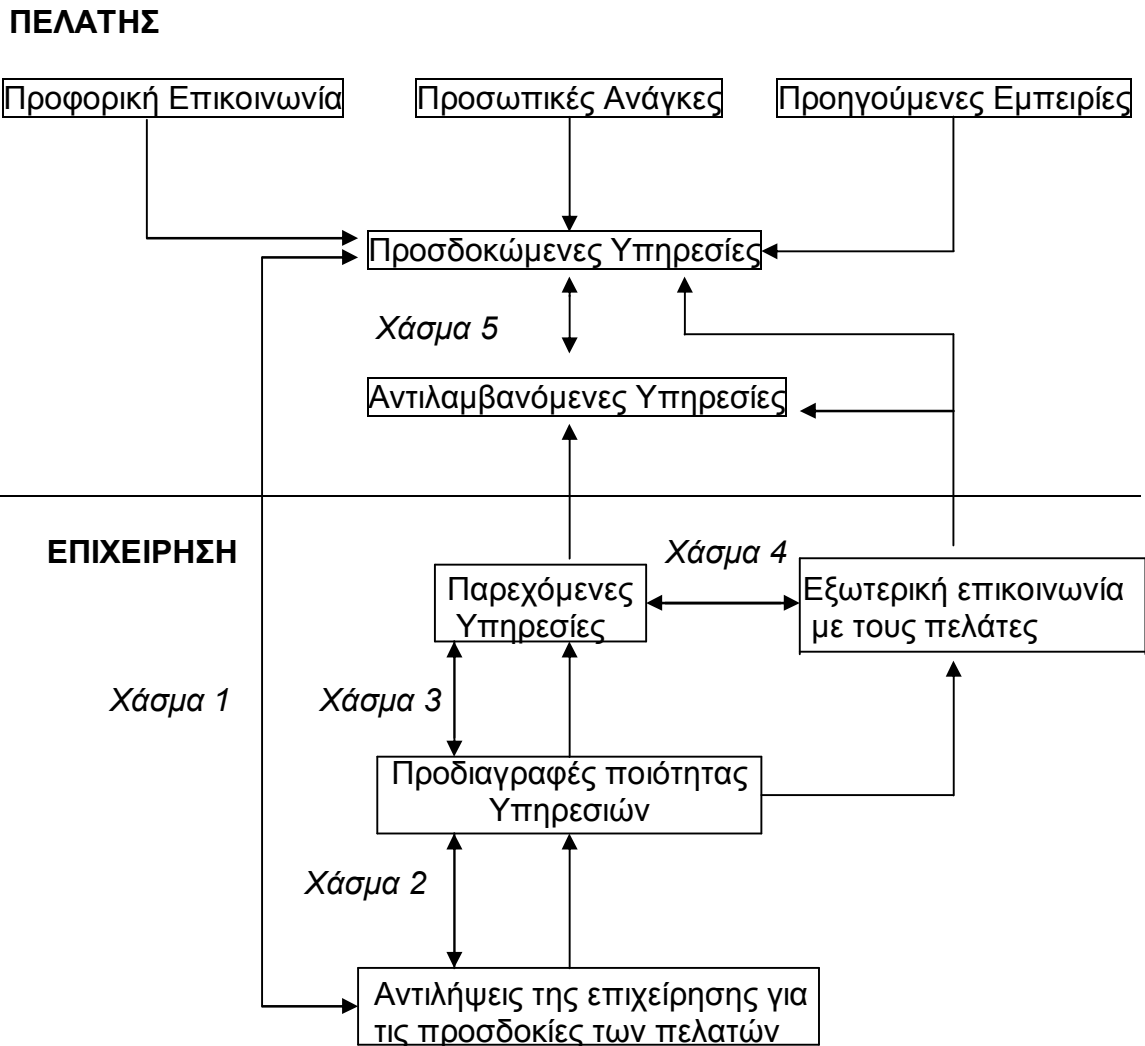 ΠΕΛΑΤΗΣ
Προφορική Επικοινωνία
Προσωπικές Ανάγκες
Προηγούμενες Εμπειρίες
Προσδοκώμενες Υπηρεσίες
Χάσμα 5
Αντιλαμβανόμενες Υπηρεσίες
ΕΠΙΧΕΙΡΗΣΗ
Χάσμα 4
Παρεχόμενες
Υπηρεσίες
Εξωτερική επικοινωνία
με τους πελάτες
Χάσμα 1
Χάσμα 3
Προδιαγραφές ποιότητας
Υπηρεσιών
Χάσμα 2
Αντιλήψεις της επιχείρησης για
τις προσδοκίες των πελατών